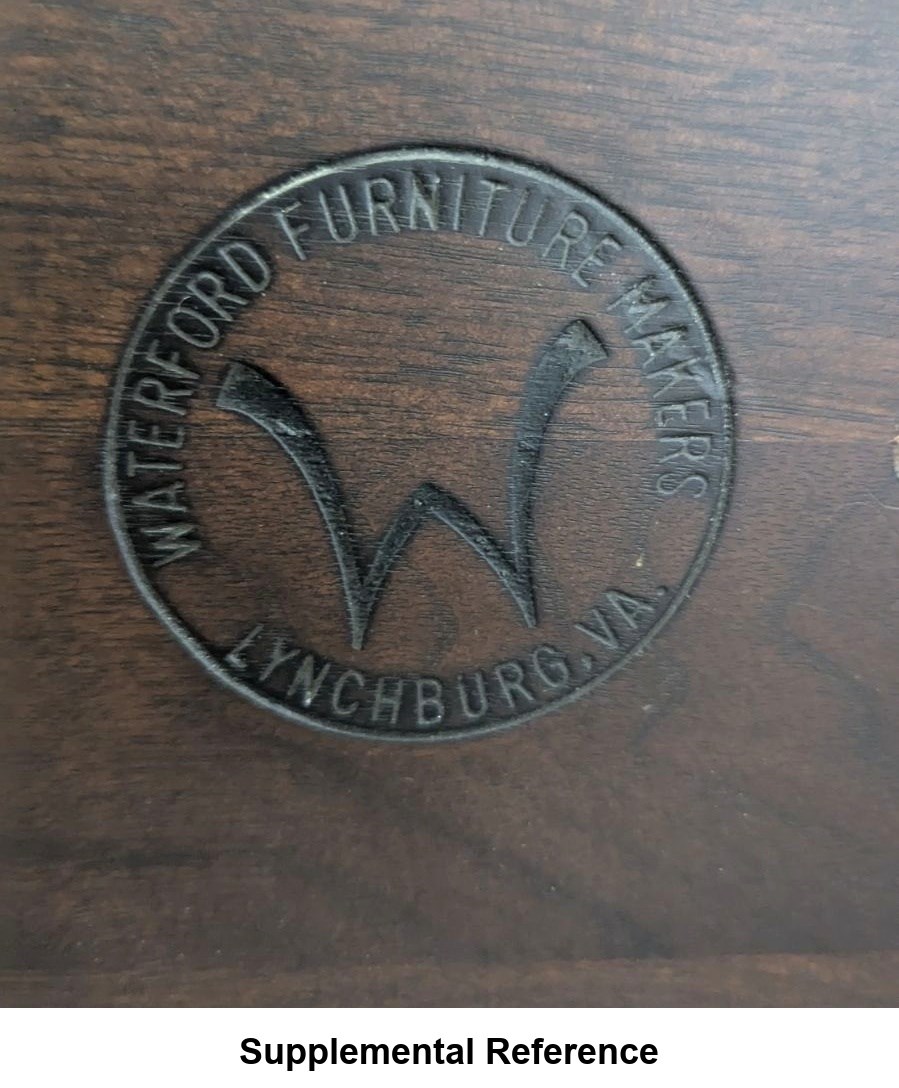 WATERFORD FURNITURE MAKERS
W
LYNCHBURG, VA.
Supplemental Reference